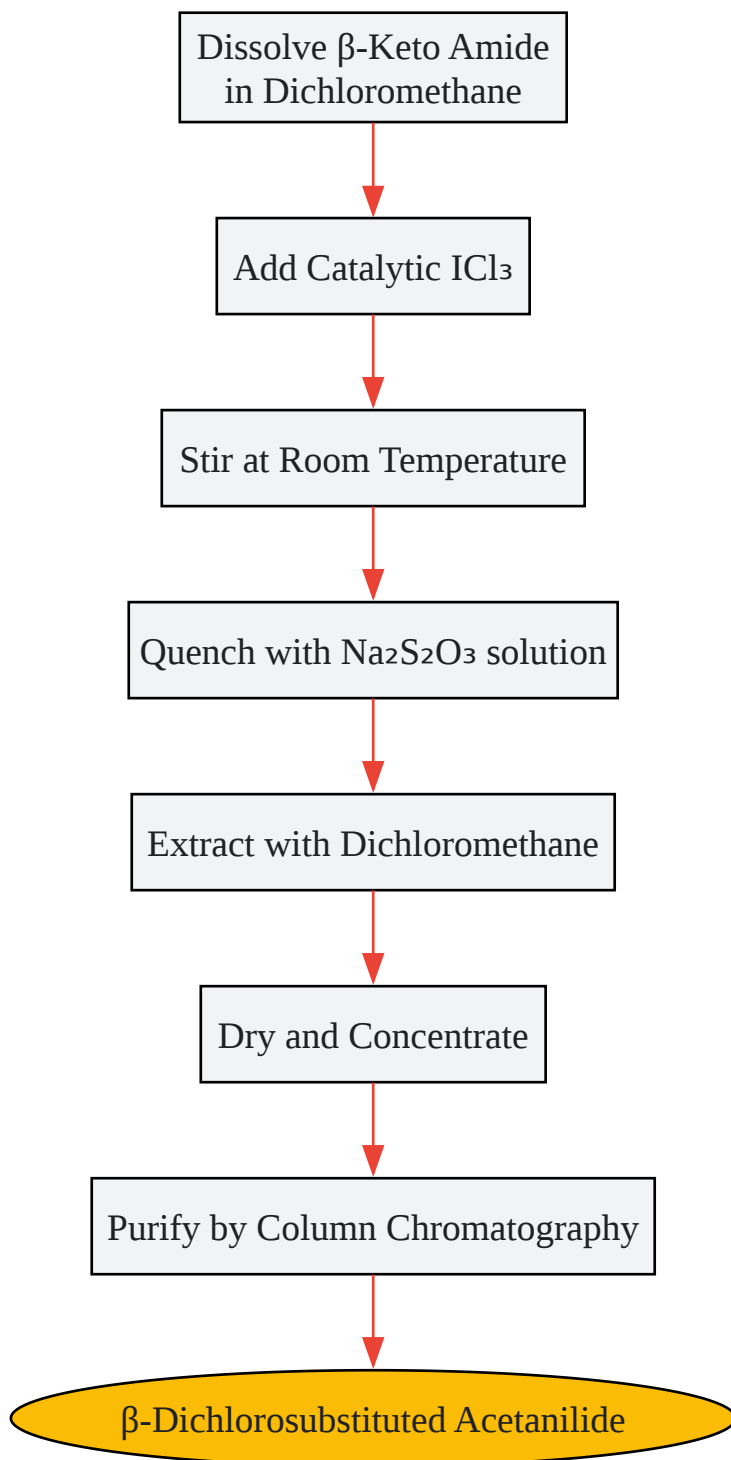 Dissolve β-Keto Amide
in Dichloromethane
Add Catalytic ICl₃
Stir at Room Temperature
Quench with Na₂S₂O₃ solution
Extract with Dichloromethane
Dry and Concentrate
Purify by Column Chromatography
β-Dichlorosubstituted Acetanilide